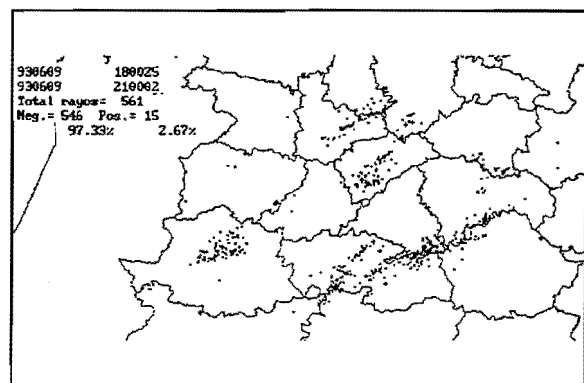 930609 180025
930609 210002
Total rayos= 561
Neg.= 546 Pos.= 15
97.33% 2.67%